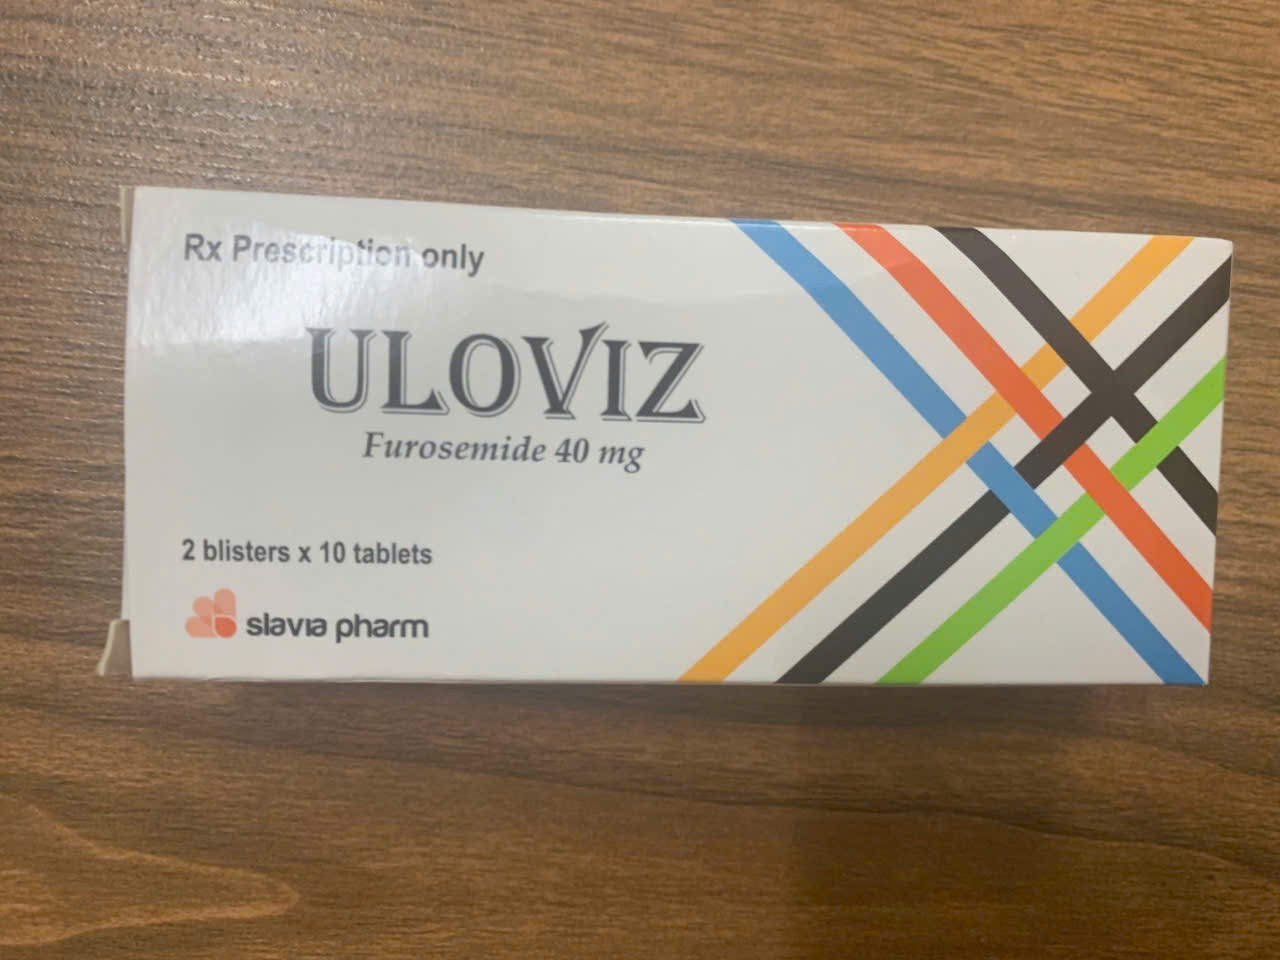 Rx Prescription only
ULOVIZ
Furosemide 40 mg
2 blisters x 10 tablets
slavia pharm